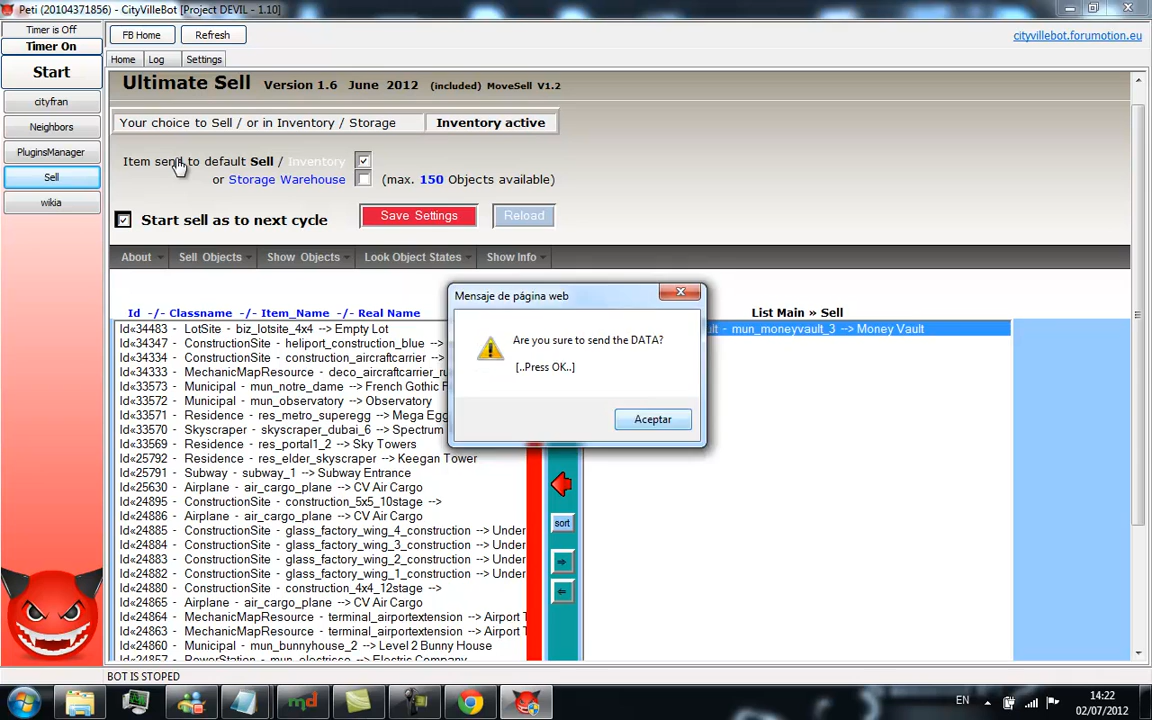 Peti (20104371856) - CityVilleBot [Project DEVIL - 1.10]
Timer is Off
Timer On
Start
cityfran
Neighbors
PluginsManager
Sell
wikia
FB Home
Refresh
cityvillebot.forumotion.eu
Home
Log
Settings
Ultimate Sell Version 1.6 June 2012 (included) MoveSell V1.2
Your choice to Sell / or in Inventory / Storage
Inventory active
Item send to default Sell / Inventory
or Storage Warehouse (max. 150 Objects available)
Start sell as to next cycle
Save Settings
Reload
About
Sell Objects
Show Objects
Look Object States
Show Info
Id -/- Classname -/- Item_Name -/- Real Name
List Main » Sell
Id«34483 - LotSite - biz_lotsite_4x4 --> Empty Lot
Id«34347 - ConstructionSite - heliport_construction_blue -->
Id«34334 - ConstructionSite - construction_aircraftcarrier -->
Id«34333 - MechanicMapResource - deco_aircraftcarrier_ru
Id«33573 - Municipal - mun_notre_dame --> French Gothic F
Id«33572 - Municipal - mun_observatory --> Observatory
Id«33571 - Residence - res_metro_superegg --> Mega Egg
Id«33570 - Skyscraper - skyscraper_dubai_6 --> Spectrum
Id«33569 - Residence - res_portal1_2 --> Sky Towers
Id«25792 - Residence - res_elder_skyscraper --> Keegan Tower
Id«25791 - Subway - subway_1 --> Subway Entrance
Id«25630 - Airplane - air_cargo_plane --> CV Air Cargo
Id«24895 - ConstructionSite - construction_5x5_10stage -->
Id«24886 - Airplane - air_cargo_plane --> CV Air Cargo
Id«24885 - ConstructionSite - glass_factory_wing_4_construction --> Under
Id«24884 - ConstructionSite - glass_factory_wing_3_construction --> Under
Id«24883 - ConstructionSite - glass_factory_wing_2_construction --> Under
Id«24882 - ConstructionSite - glass_factory_wing_1_construction --> Under
Id«24880 - ConstructionSite - construction_4x4_12stage -->
Id«24865 - Airplane - air_cargo_plane --> CV Air Cargo
Id«24864 - MechanicMapResource - terminal_airportextension --> Airport T
Id«24863 - MechanicMapResource - terminal_airportextension --> Airport T
Id«24860 - Municipal - mun_bunnyhouse_2 --> Level 2 Bunny House
Id«24857 - PowerStation - mun_electricco --> Electric Company
ult - mun_moneyvault_3 --> Money Vault
sort
Mensaje de página web
Are you sure to send the DATA?
[..Press OK..]
Aceptar
BOT IS STOPED
EN
14:22
02/07/2012